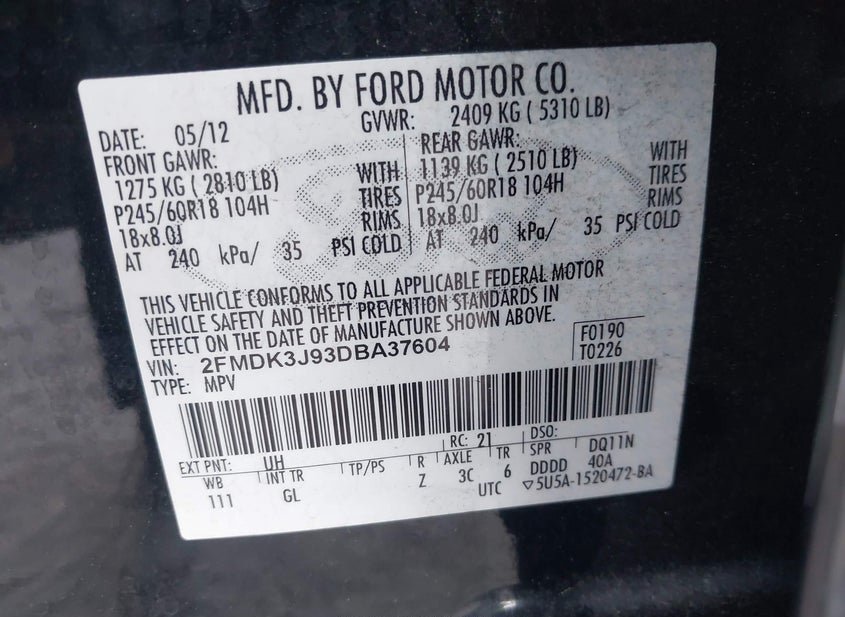 MFD. BY FORD MOTOR CO.
DATE: 05/12 GVWR: 2409 KG ( 5310 LB)
FRONT GAWR: REAR GAWR:
1275 KG ( 2810 LB) WITH 1139 KG ( 2510 LB) WITH
P245/60R18 104H TIRES P245/60R18 104H TIRES
18x8.0J RIMS 18x8.0J RIMS
AT 240 kPa/ 35 PSI COLD AT 240 kPa/ 35 PSI COLD
THIS VEHICLE CONFORMS TO ALL APPLICABLE FEDERAL MOTOR
VEHICLE SAFETY AND THEFT PREVENTION STANDARDS IN
EFFECT ON THE DATE OF MANUFACTURE SHOWN ABOVE.
VIN: 2FMDK3J93DBA37604 F0190
TYPE: MPV T0226
EXT PNT: UH RC: 21 DSO: DQ11N
WB INT TR TP/PS R AXLE TR SPR 40A
111 GL Z 3C 6 DDDD
UTC ▽5U5A-1520472-BA